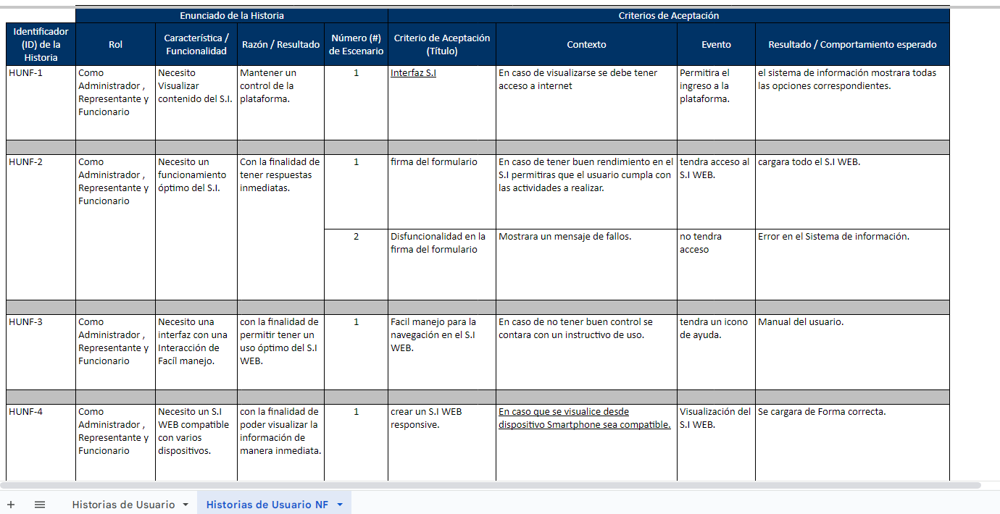 Enunciado de la Historia
Criterios de Aceptación
Identificador
(ID) de la
Historia
Rol
Característica /
Funcionalidad
Razón / Resultado
Número (#)
de Escenario
Criterio de Aceptación
(Título)
Contexto
Evento
Resultado / Comportamiento esperado
HUNF-1
Como
Administrador ,
Representante y
Funcionario
Necesito
Visualizar
contenido del S.I.
Mantener un
control de la
plataforma.
1
Interfaz S.I
En caso de visualizarse se debe tener
acceso a internet
Permitira el
ingreso a la
plataforma.
el sistema de información mostrara todas
las opciones correspondientes.
HUNF-2
Como
Administrador ,
Representante y
Funcionario
Necesito un
funcionamiento
óptimo del S.I.
Con la finalidad de
tener respuestas
inmediatas.
1
firma del formulario
En caso de tener buen rendimiento en el
S.I permitiras que el usuario cumpla con
las actividades a realizar.
tendra acceso al
S.I WEB.
cargara todo el S.I WEB.
2
Disfuncionalidad en la
firma del formulario
Mostrara un mensaje de fallos.
no tendra
acceso
Error en el Sistema de información.
HUNF-3
Como
Administrador ,
Representante y
Funcionario
Necesito una
interfaz con una
Interacción de
Facíl manejo.
con la finalidad de
permitir tener un
uso óptimo del S.I
WEB.
1
Facil manejo para la
navegación en el S.I
WEB.
En caso de no tener buen control se
contara con un instructivo de uso.
tendra un icono
de ayuda.
Manual del usuario.
HUNF-4
Como
Administrador ,
Representante y
Funcionario
Necesito un S.I
WEB compatible
con varios
dispositivos.
con la finalidad de
poder visualizar la
información de
manera inmediata.
1
crear un S.I WEB
responsive.
En caso que se visualice desde
dispositivo Smartphone sea compatible.
Visualización del
S.I WEB.
Se cargara de Forma correcta.
Historias de Usuario
Historias de Usuario NF